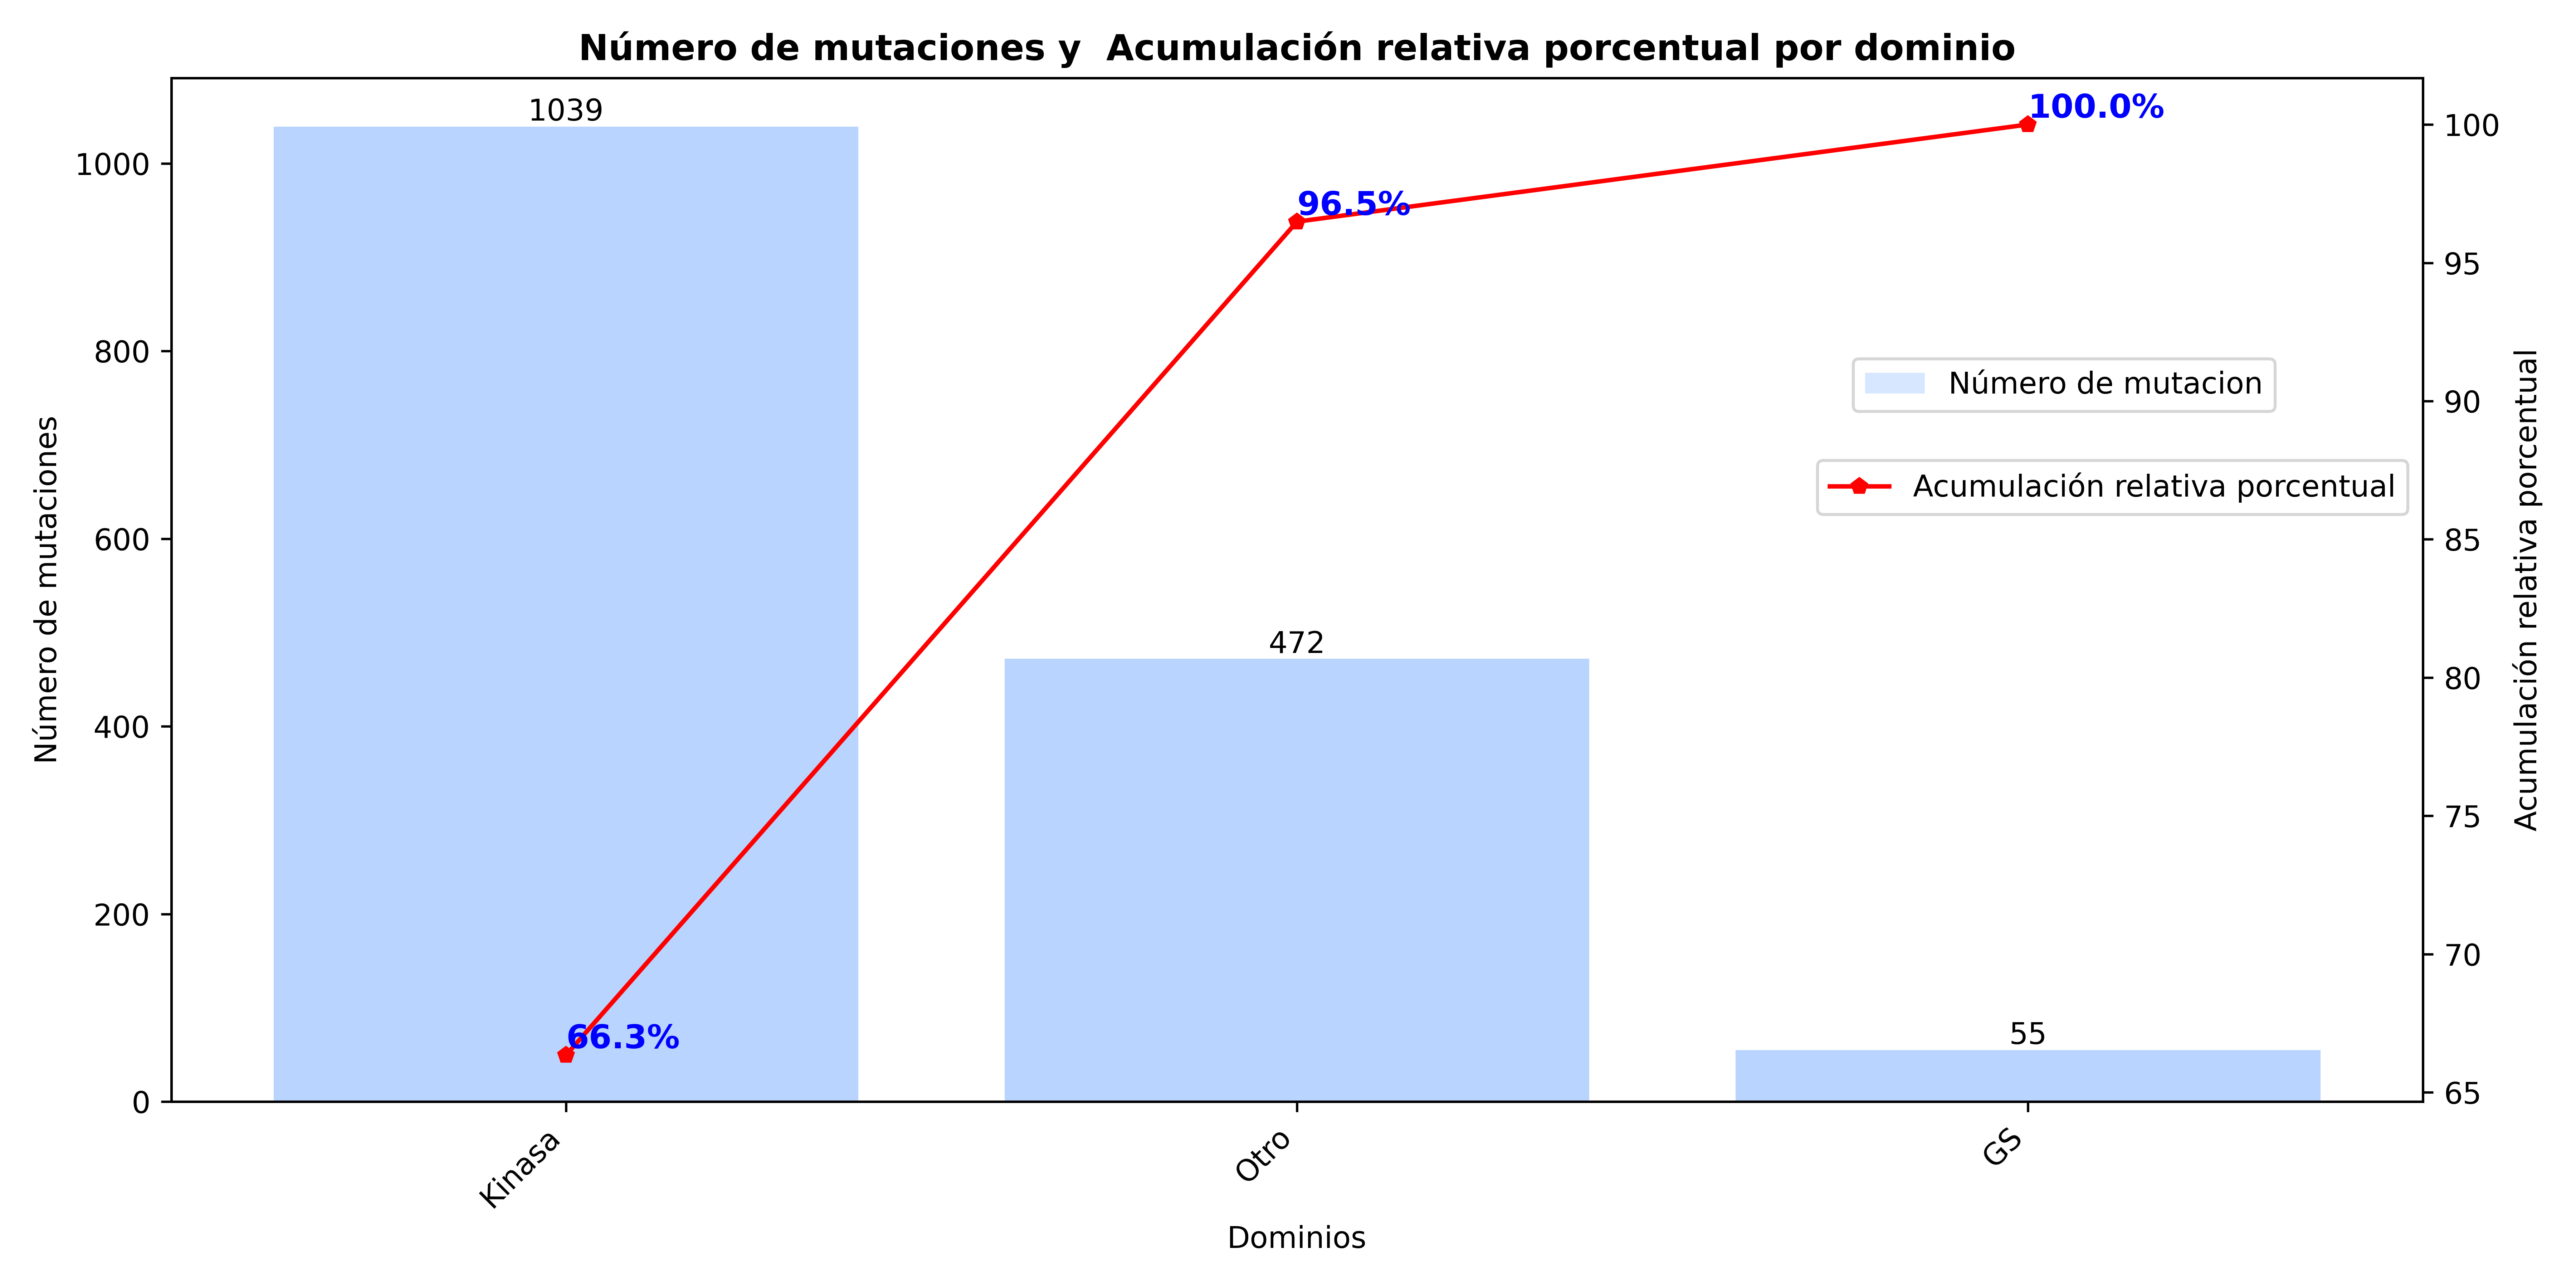 Número de mutaciones y  Acumulación relativa porcentual por dominio
Número de mutaciones
1000
800
600
400
200
0
1039
472
55
66.3%
96.5%
100.0%
Número de mutacion
Acumulación relativa porcentual
100
95
90
85
80
75
70
65
Acumulación relativa porcentual
Kinasa
Otro
GS
Dominios